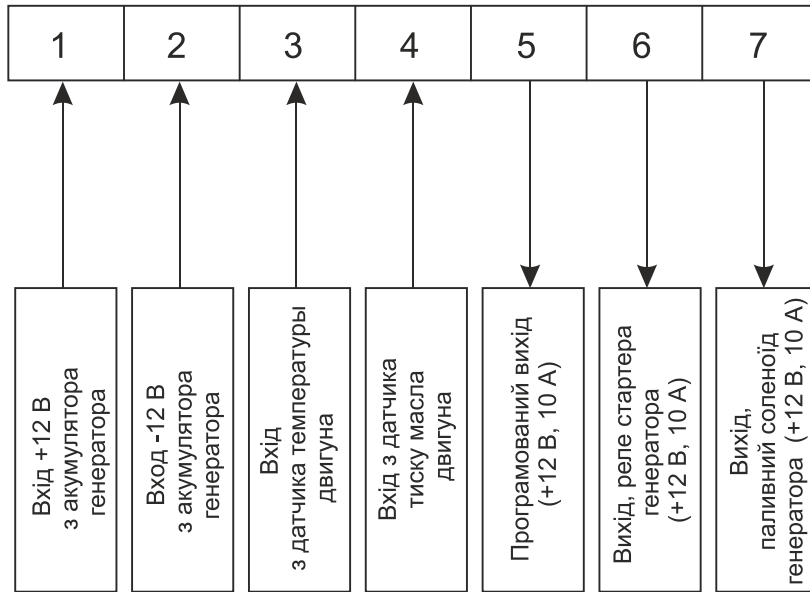 1 2 3 4 5 6 7
Вхід +12 В
з акумулятора
генератора
Вход -12 В
з акумулятора
генератора
Вхід
з датчика температуры
двигуна
Вхід з датчика
тиску масла
двигуна
Програмований вихід
(+12 В, 10 А)
Вихід, реле стартера
генератора
(+12 В, 10 А)
Вихід,
паливний соленоїд
генератора (+12 В, 10 А)